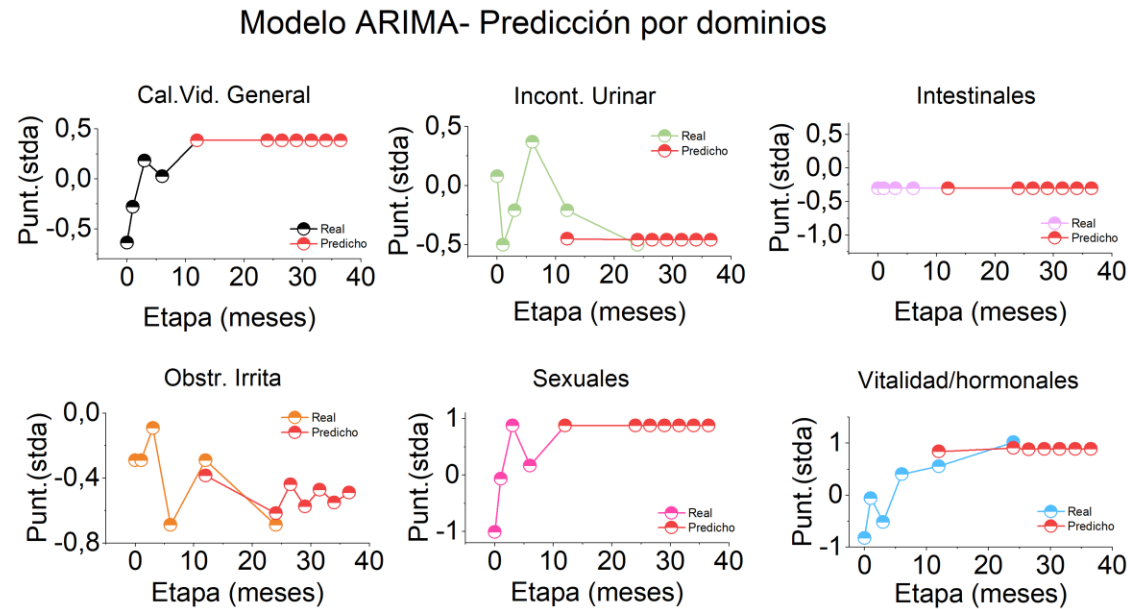 Modelo ARIMA- Predicción por dominios
Cal.Vid. General
Punt.(stda)
0,5
0,0
-0,5
Real
Predicho
0 10 20 30 40
Etapa (meses)
Incont. Urinar
Punt.(stda)
0,5
0,0
-0,5
Real
Predicho
0 10 20 30 40
Etapa (meses)
Intestinales
Punt.(stda)
0,5
0,0
-0,5
-1,0
Real
Predicho
0 10 20 30 40
Etapa (meses)
Obstr. Irrita
Punt.(stda)
0,0
-0,4
-0,8
Real
Predicho
0 10 20 30 40
Etapa (meses)
Sexuales
Punt.(stda)
1
0
-1
Real
Predicho
0 10 20 30 40
Etapa (meses)
Vitalidad/hormonales
Punt.(stda)
1
0
-1
Real
Predicho
0 10 20 30 40
Etapa (meses)